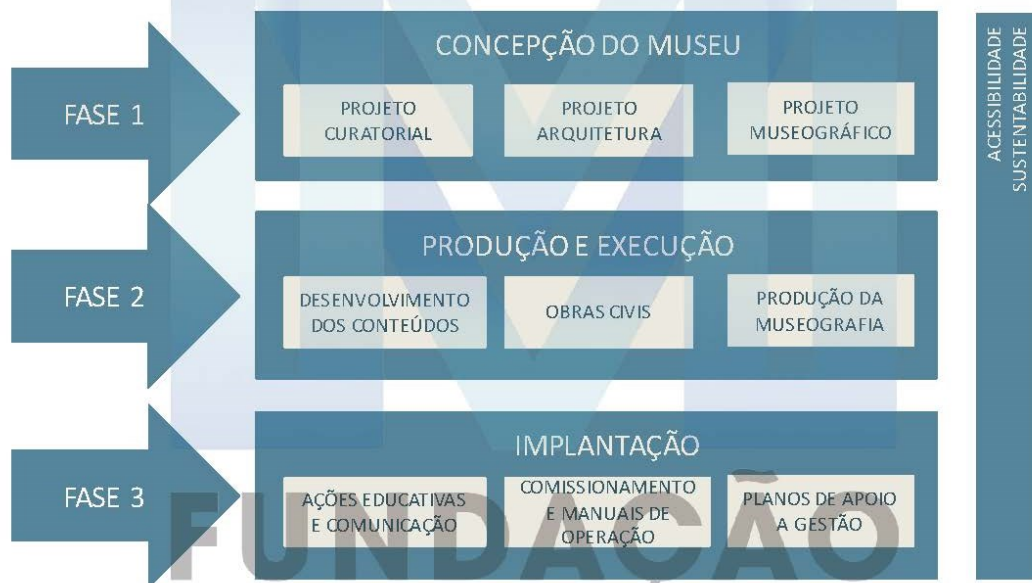 CONCEPÇÃO DO MUSEU
FASE 1
PROJETO
CURATORIAL
PROJETO
ARQUITETURA
PROJETO
MUSEOGRÁFICO
PRODUÇÃO E EXECUÇÃO
FASE 2
DESENVOLVIMENTO
DOS CONTEÚDOS
OBRAS CIVIS
PRODUÇÃO DA
MUSEOGRAFIA
IMPLANTAÇÃO
FASE 3
AÇÕES EDUCATIVAS
E COMUNICAÇÃO
COMISSIONAMENTO
E MANUAIS DE
OPERAÇÃO
PLANOS DE APOIO
A GESTÃO
ACESSIBILIDADE
SUSTENTABILIDADE
FUNDAÇÃO